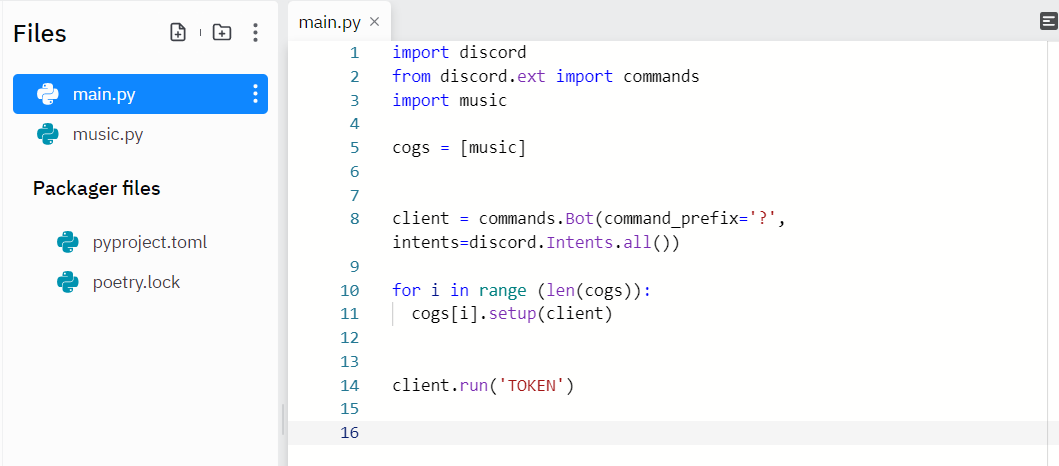 Files
main.py
music.py
Packager files
pyproject.toml
poetry.lock
main.py ×
1 import discord
2 from discord.ext import commands
3 import music
4
5 cogs = [music]
6
7
8 client = commands.Bot(command_prefix='?',
intents=discord.Intents.all())
9
10 for i in range (len(cogs)):
11   cogs[i].setup(client)
12
13
14 client.run('TOKEN')
15
16